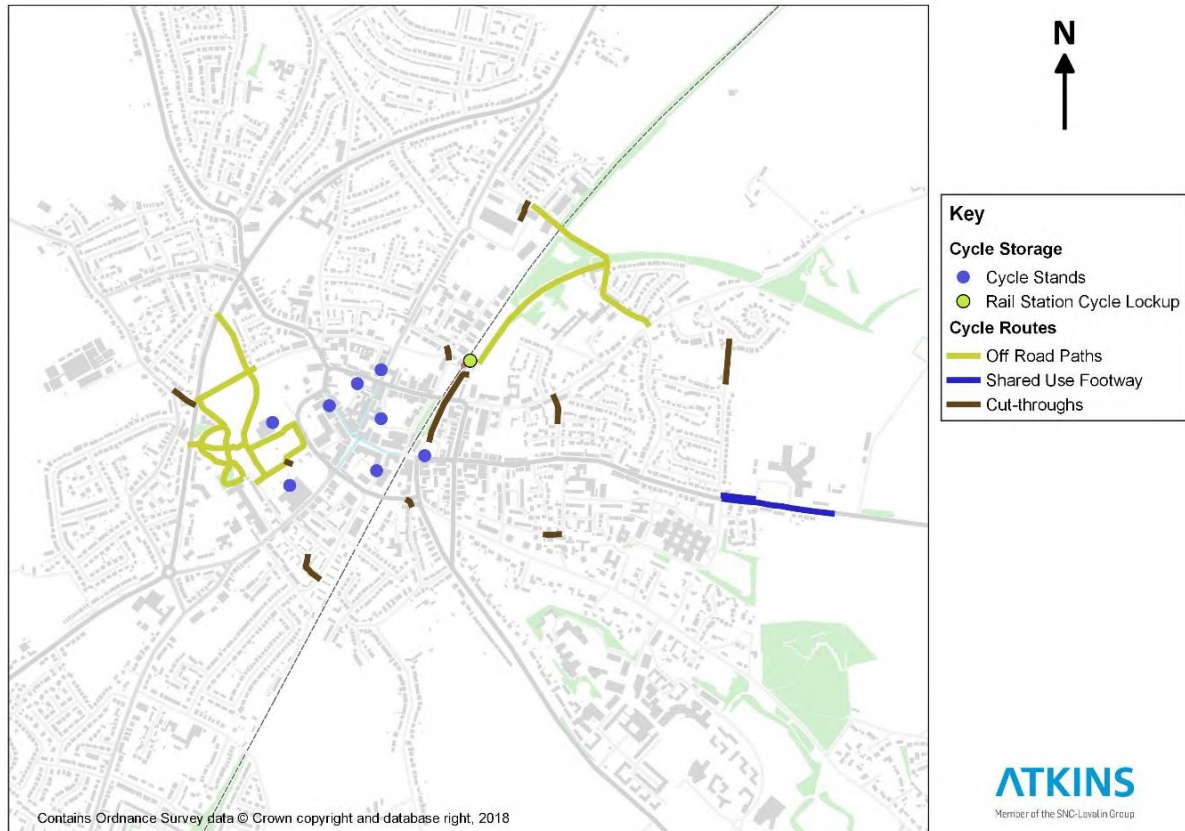 N
Key
Cycle Storage
Cycle Stands
Rail Station Cycle Lockup
Cycle Routes
Off Road Paths
Shared Use Footway
Cut-throughs
Contains Ordnance Survey data © Crown copyright and database right, 2018
ATKINS
Member of the SNC-Lavalin Group